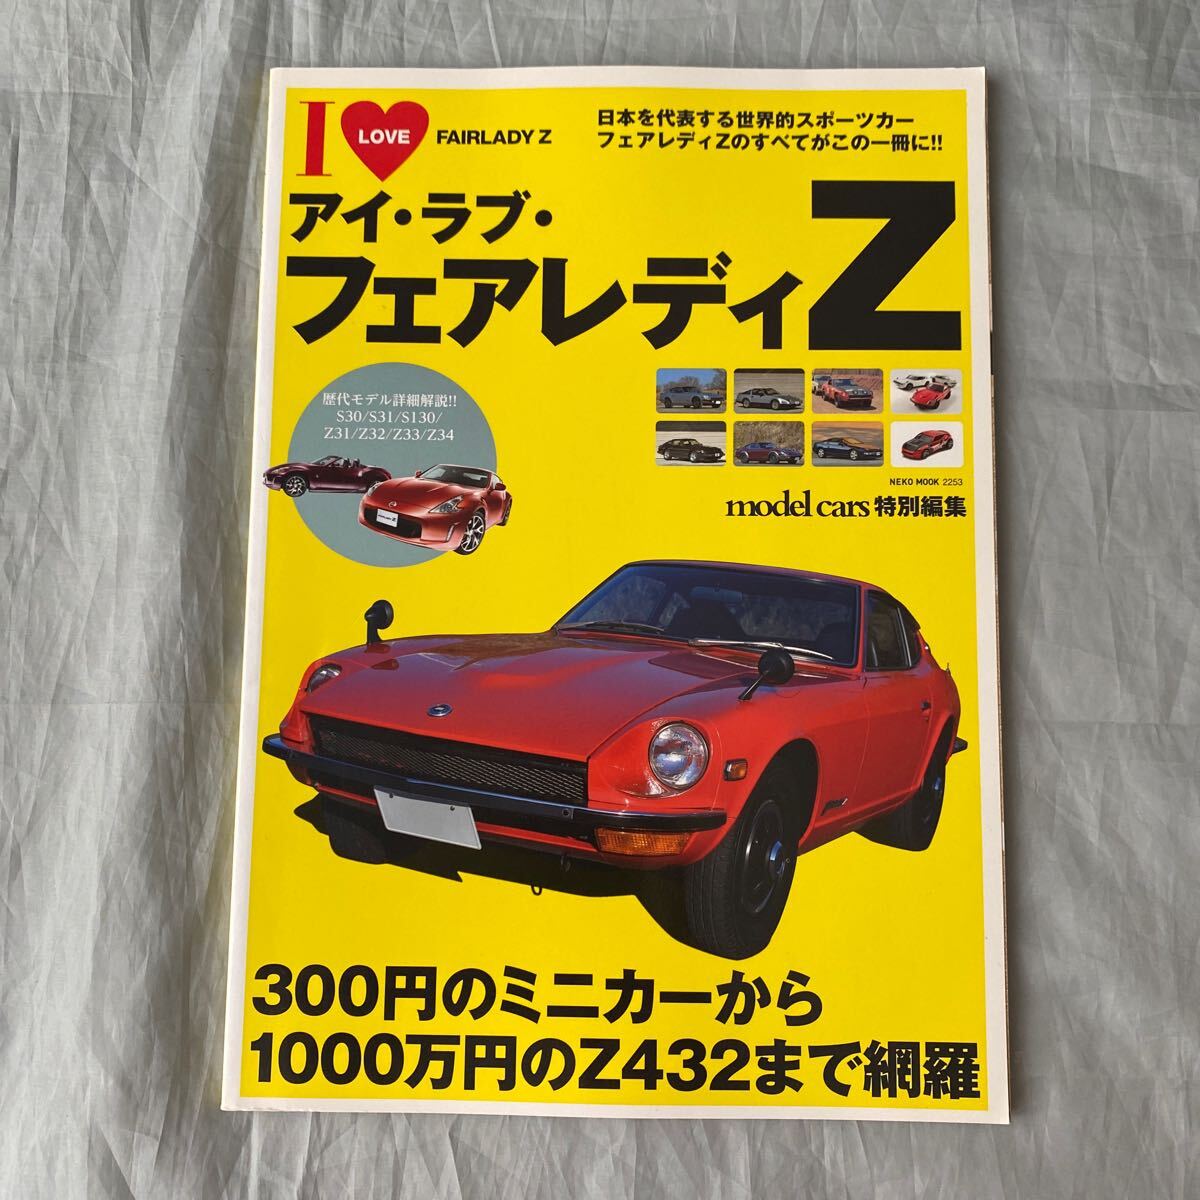 I LOVE FAIRLADY Z
日本を代表する世界的スポーツカー
フェアレディZのすべてがこの一冊に!!
アイ・ラブ・
フェアレディZ
歴代モデル詳細解説!!
S30/S31/S130/
Z31/Z32/Z33/Z34
FAIRLADY Z
NEKO MOOK 2253
model cars 特別編集
300円のミニカーから
1000万円のZ432まで網羅